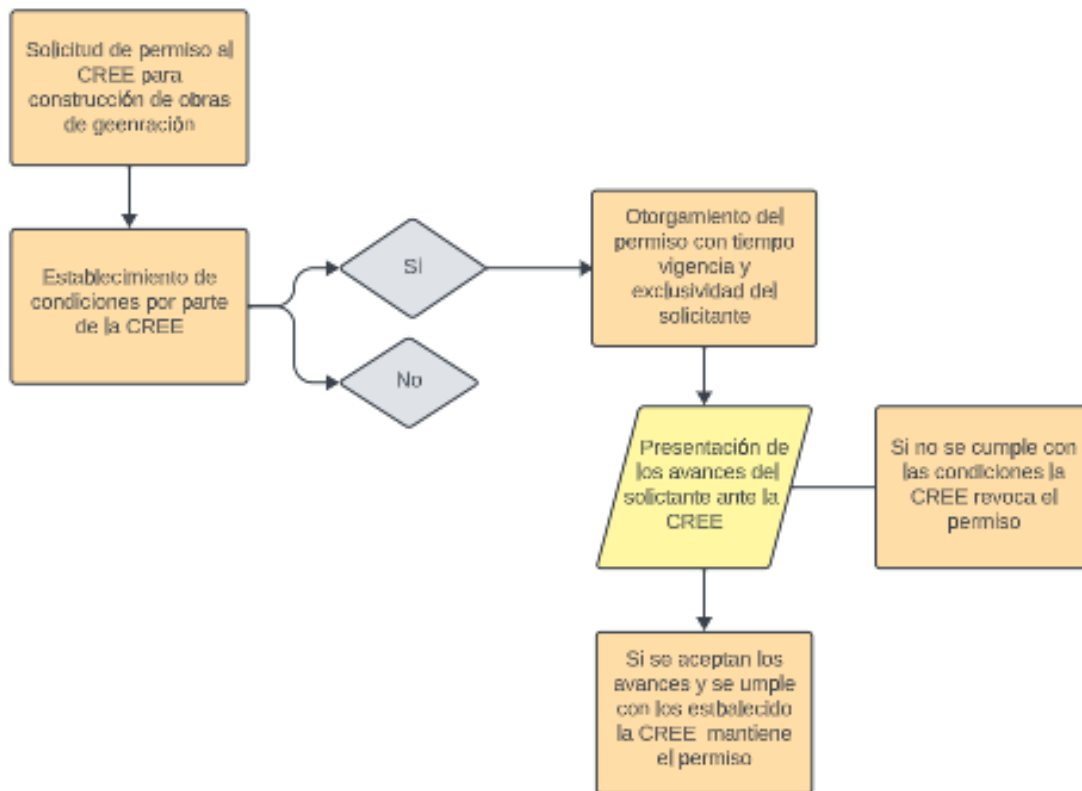 Solicitud de permiso al
CREE para
construcción de obras
de geenración
Establecimiento de
condiciones por parte
de la CREE
Si
No
Otorgamiento del
permiso con tiempo
vigencia y
exclusividad del
solicitante
Presentación de
los avances del
solictante ante la
CREE
Si no se cumple con
las condiciones la
CREE revoca el
permiso
Si se aceptan los
avances y se umple
con los estbalecido
la CREE mantiene
el permiso